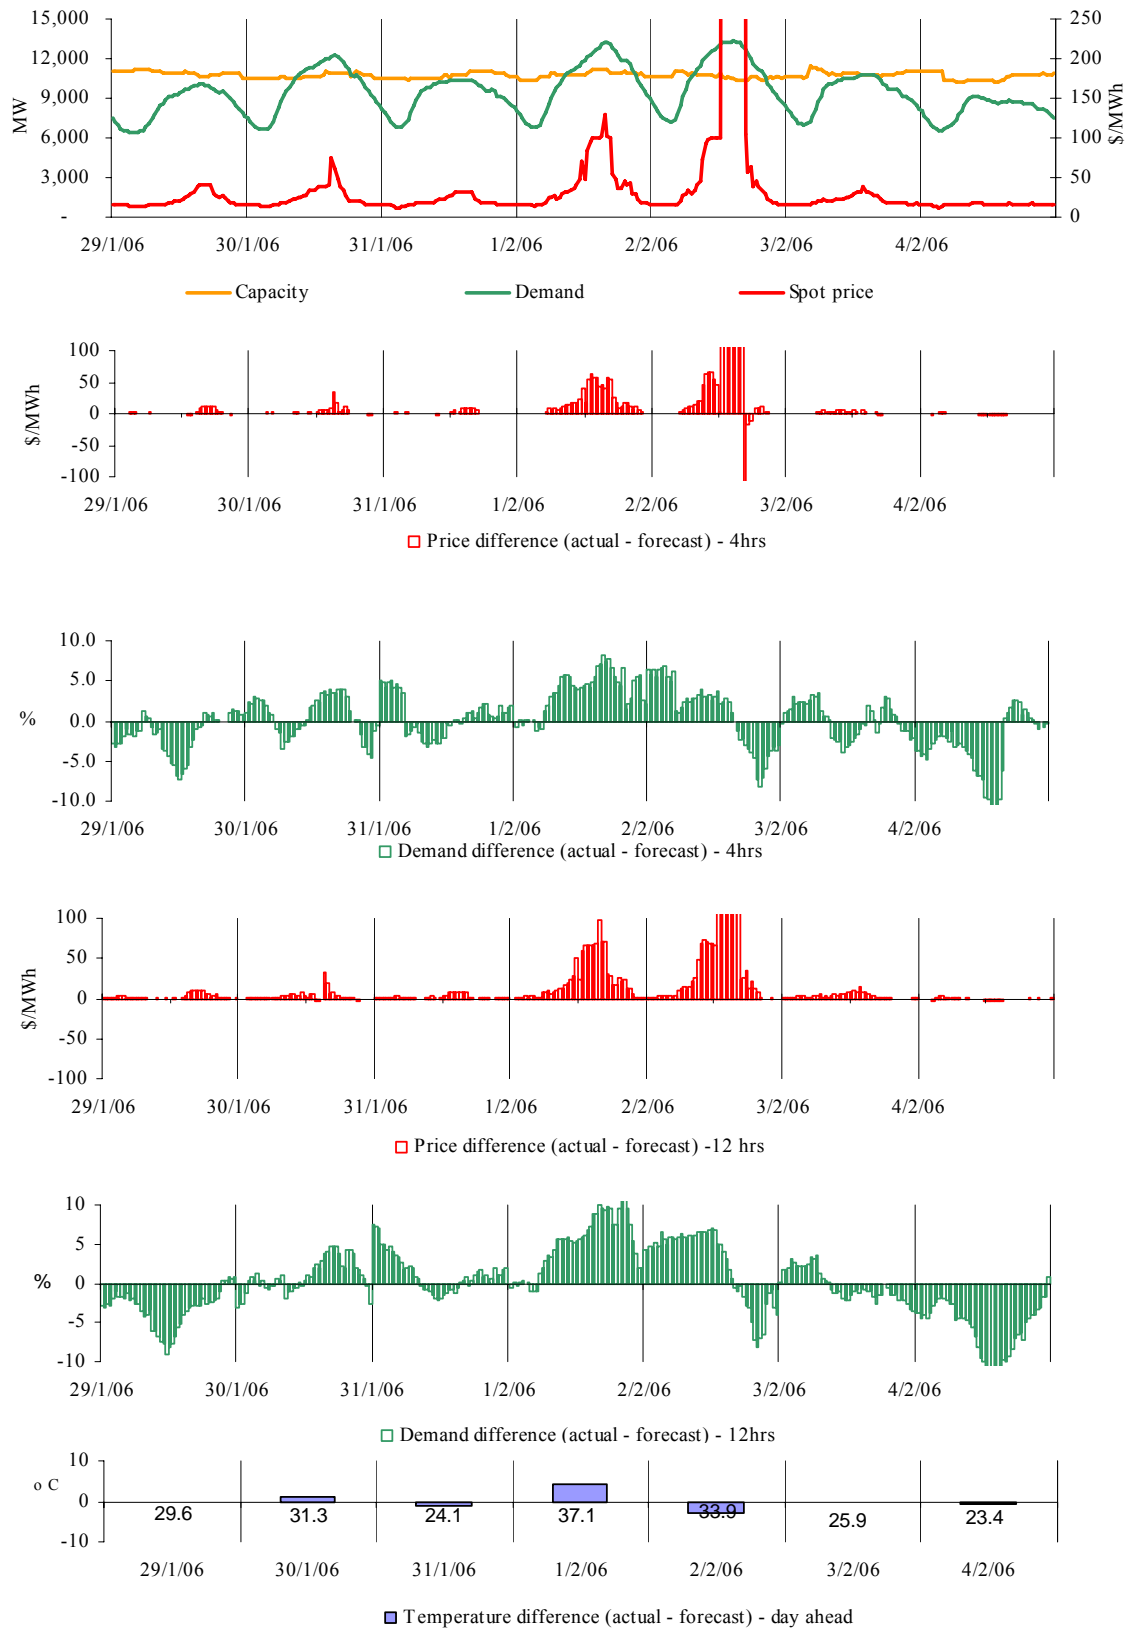 15,000 250
12,000 200
9,000 150
6,000 100
3,000 50
- 0
MW
$/MWh
29/1/06 30/1/06 31/1/06 1/2/06 2/2/06 3/2/06 4/2/06
Capacity Demand Spot price
100
50
0
-50
-100
$/MWh
29/1/06 30/1/06 31/1/06 1/2/06 2/2/06 3/2/06 4/2/06
Price difference (actual - forecast) - 4hrs
10.0
5.0
0.0
-5.0
-10.0
%
29/1/06 30/1/06 31/1/06 1/2/06 2/2/06 3/2/06 4/2/06
Demand difference (actual - forecast) - 4hrs
100
50
0
-50
-100
$/MWh
29/1/06 30/1/06 31/1/06 1/2/06 2/2/06 3/2/06 4/2/06
Price difference (actual - forecast) -12 hrs
10
5
0
-5
-10
%
29/1/06 30/1/06 31/1/06 1/2/06 2/2/06 3/2/06 4/2/06
Demand difference (actual - forecast) - 12hrs
10
0
-10
o C
29.6 31.3 24.1 37.1 33.9 25.9 23.4
29/1/06 30/1/06 31/1/06 1/2/06 2/2/06 3/2/06 4/2/06
Temperature difference (actual - forecast) - day ahead